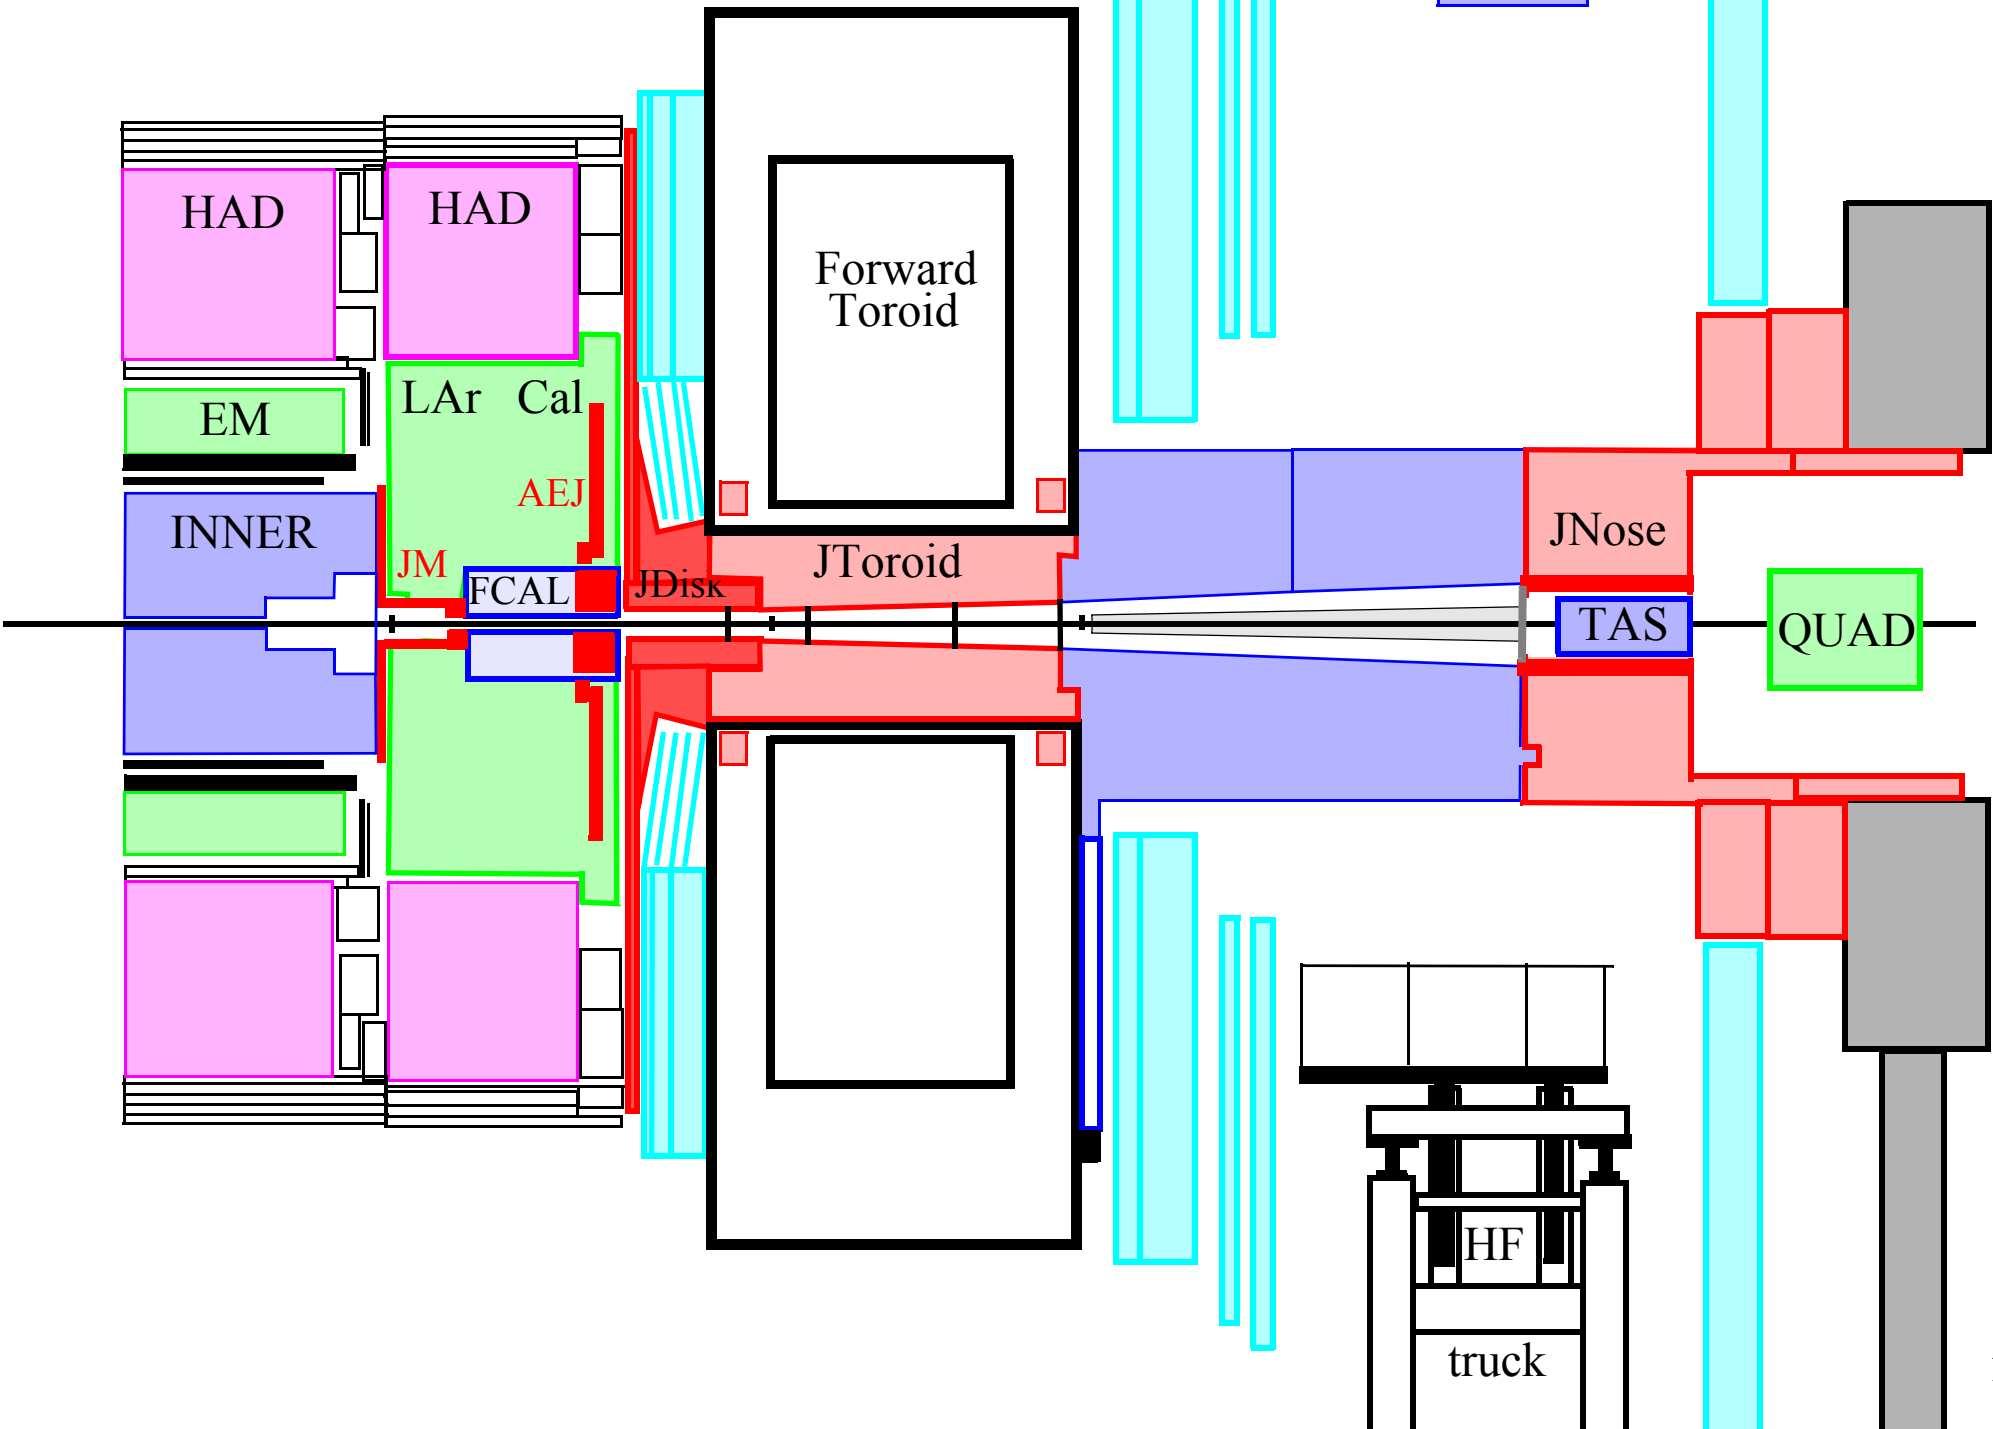 HAD
HAD
Forward
Toroid
LAr Cal
EM
AEJ
INNER
JNose
JM
JToroid
FCAL
JDisk
TAS
QUAD
HF
truck